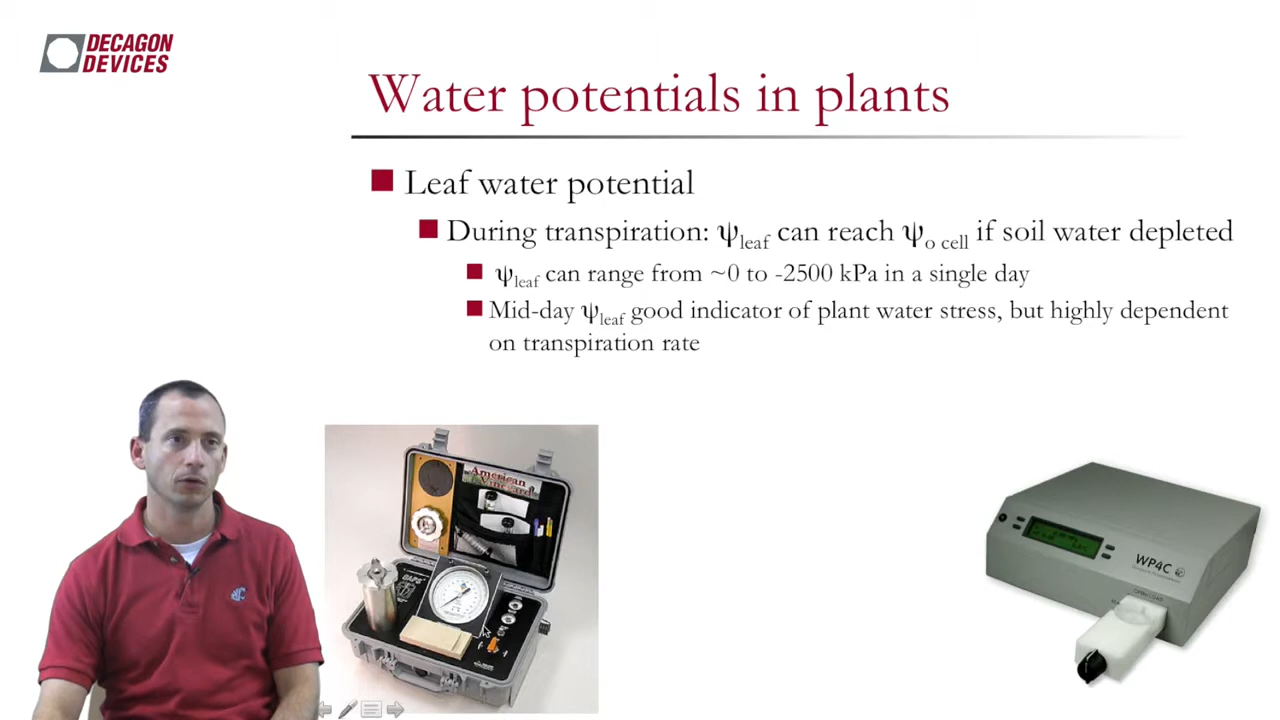 DECAGON
DEVICES
Water potentials in plants
Leaf water potential
During transpiration: ψleaf can reach ψo cell if soil water depleted
ψleaf can range from ~0 to -2500 kPa in a single day
Mid-day ψleaf good indicator of plant water stress, but highly dependent
on transpiration rate
American
Vineyard
WP4C